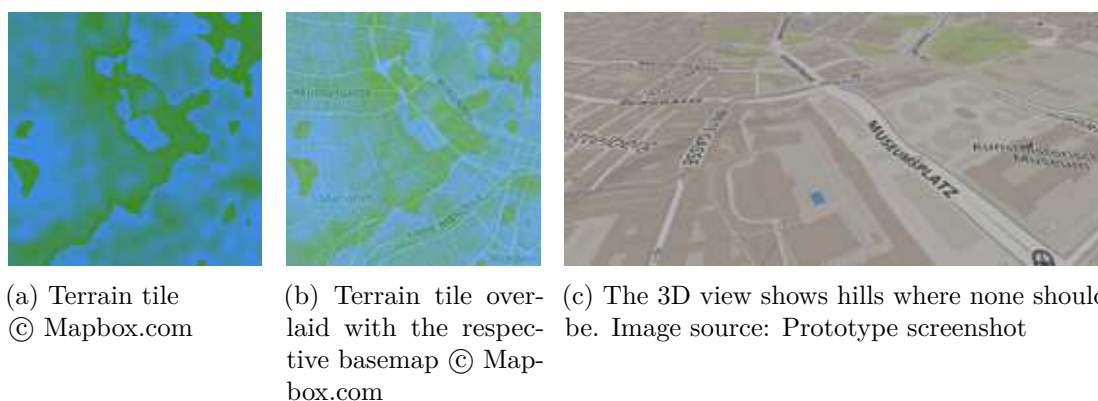 MUSEUMPLATZ
Museum
(a) Terrain tile
© Mapbox.com
(b) Terrain tile over-
laid with the respec-
tive basemap © Map-
box.com
(c) The 3D view shows hills where none should
be. Image source: Prototype screenshot